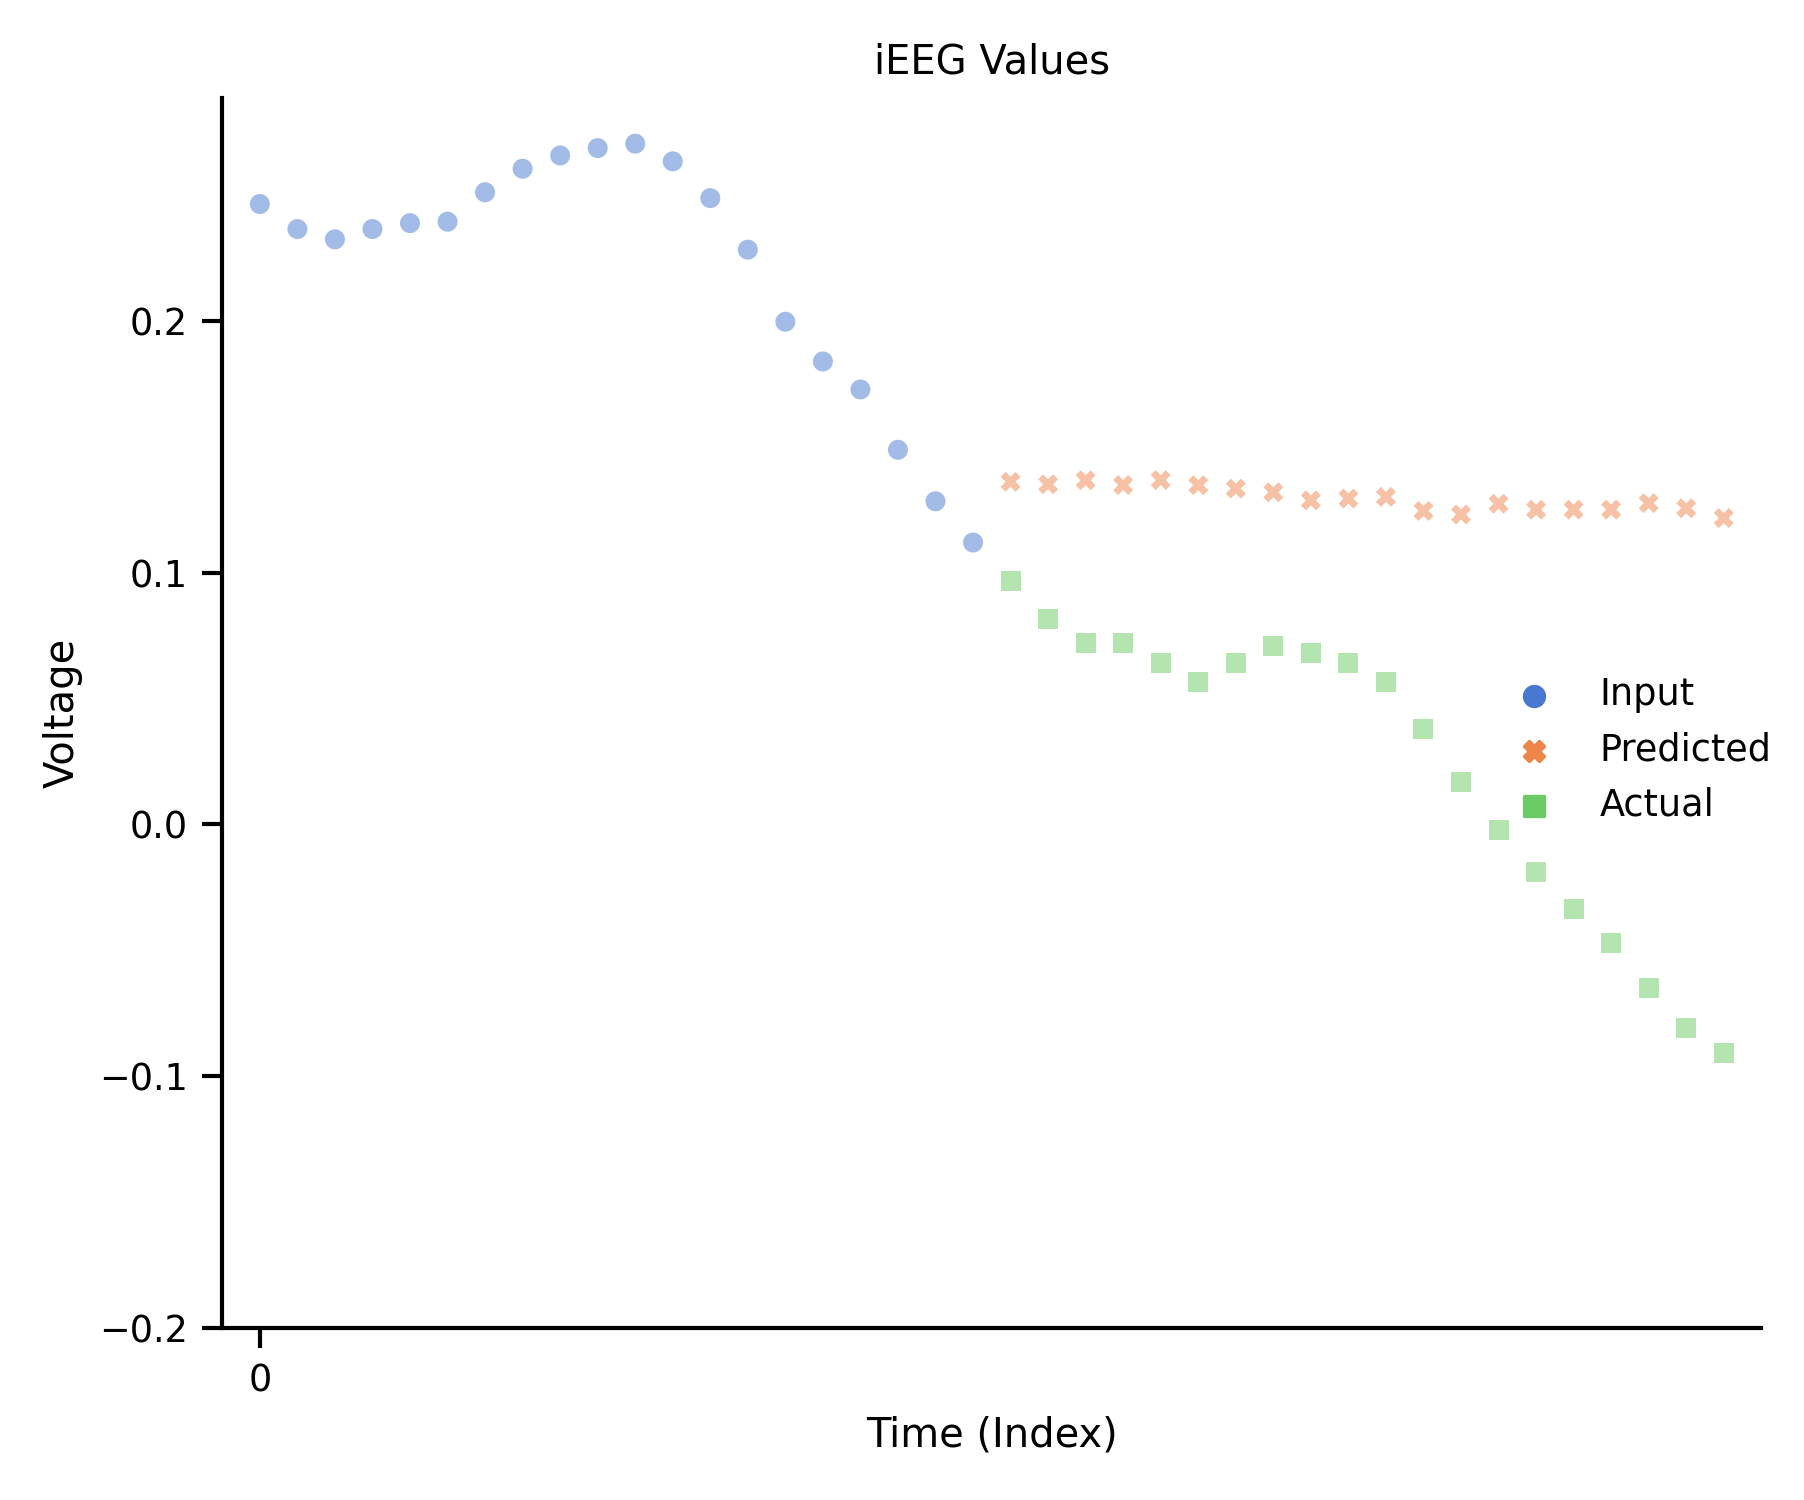 iEEG Values
Voltage
0.2
0.1
0.0
−0.1
−0.2
0
Time (Index)
Input
Predicted
Actual